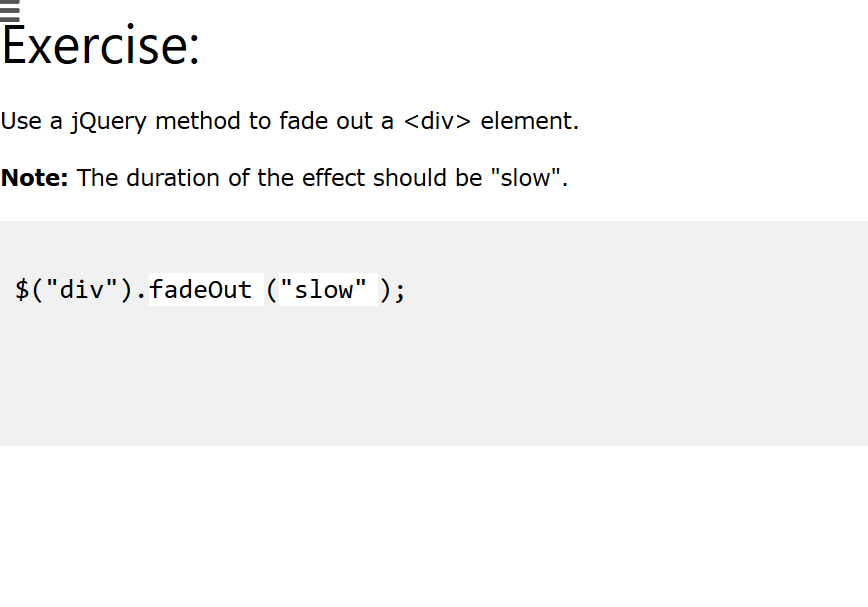 Exercise:
Use a jQuery method to fade out a <div> element.
Note: The duration of the effect should be "slow".
$("div").fadeOut ("slow" );